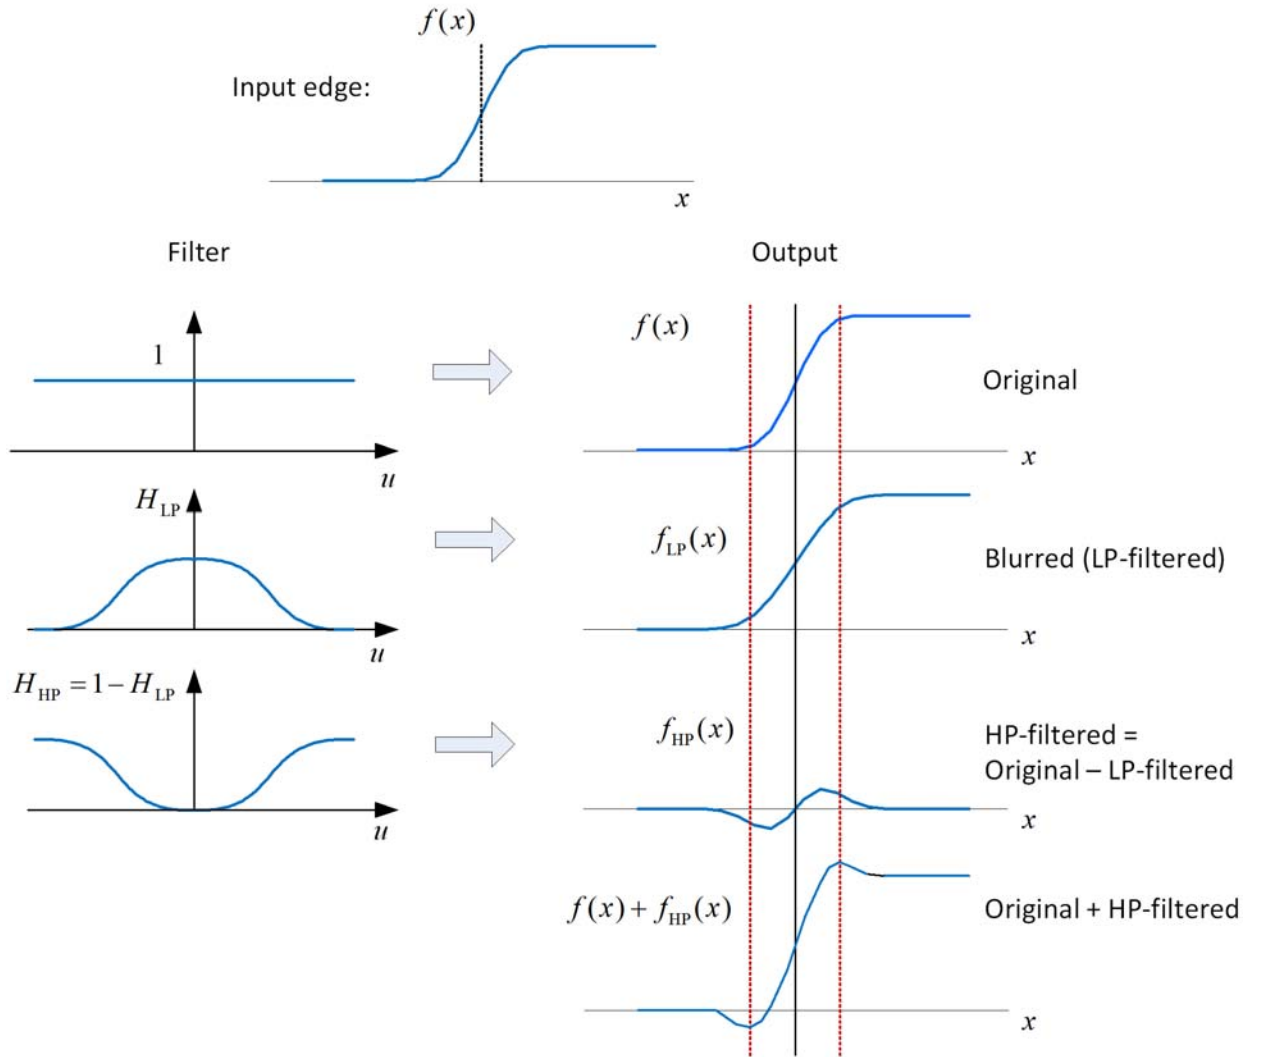 f(x)
Input edge:
x
Filter
Output
1
u
f(x)
Original
x
H_LP
u
f_LP(x)
Blurred (LP-filtered)
x
H_HP = 1 − H_LP
u
f_HP(x)
HP-filtered =
Original – LP-filtered
x
f(x) + f_HP(x)
Original + HP-filtered
x